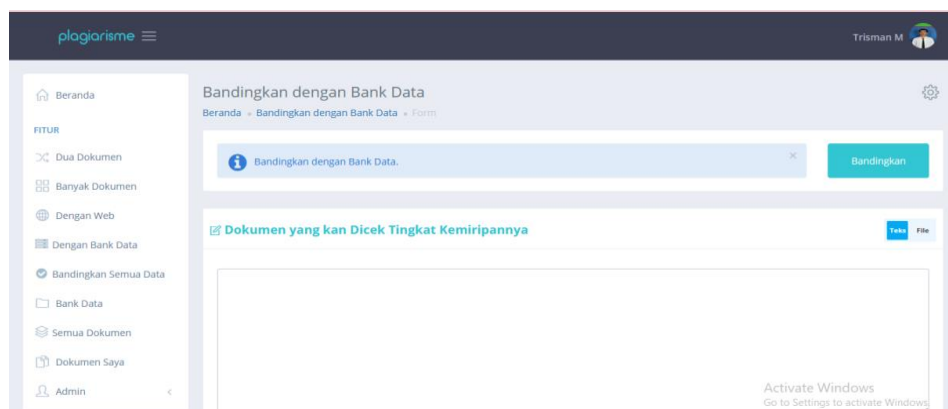 plagiarisme
Trisman M
Beranda
FITUR
Dua Dokumen
Banyak Dokumen
Dengan Web
Dengan Bank Data
Bandingkan Semua Data
Bank Data
Semua Dokumen
Dokumen Saya
Admin
Bandingkan dengan Bank Data
Beranda Bandingkan dengan Bank Data Form
Bandingkan dengan Bank Data.
Bandingkan
Dokumen yang kan Dicek Tingkat Kemiripannya
Teks File
Activate Windows
Go to Settings to activate Windows.